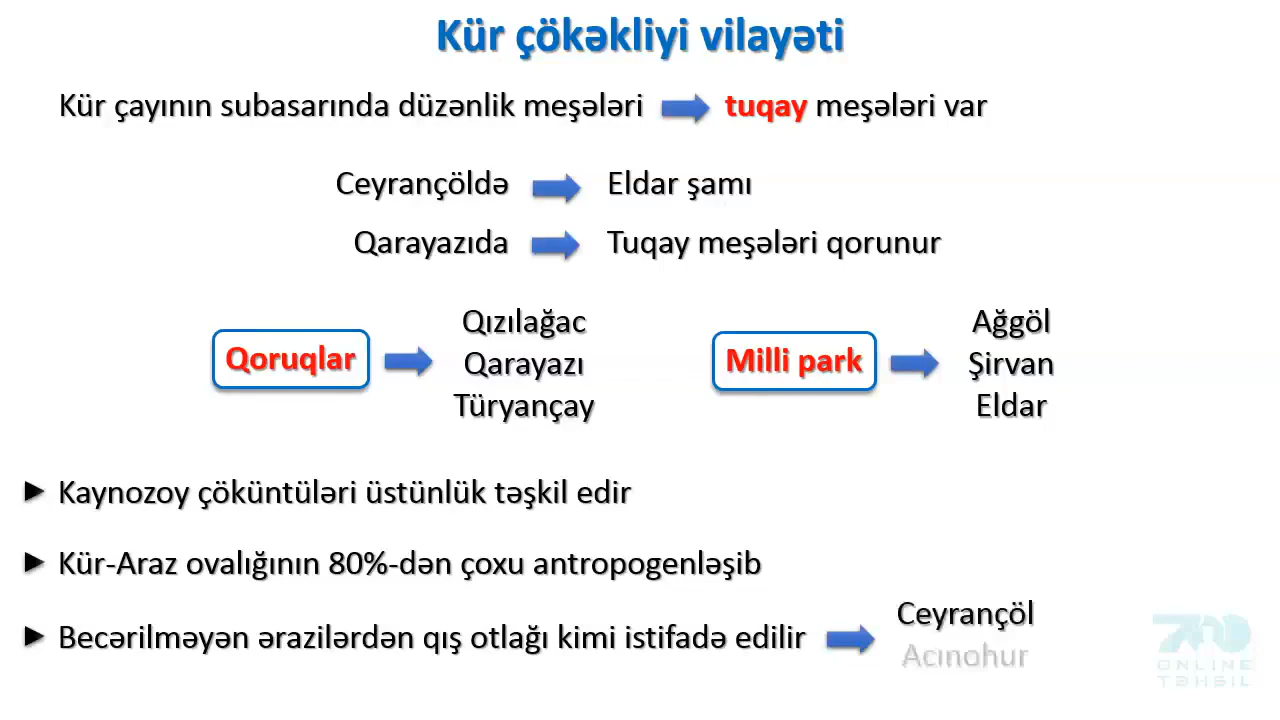 Kür çökəkliyi vilayəti
Kür çayının subasarında düzənlik meşələri tuqay meşələri var
Ceyrançöldə Eldar şamı
Qarayazıda Tuqay meşələri qorunur
Qoruqlar
Qızılağac
Qarayazı
Türyançay
Milli park
Ağgöl
Şirvan
Eldar
Kaynozoy çöküntüləri üstünlük təşkil edir
Kür-Araz ovalığının 80%-dən çoxu antropogenləşib
Becərilməyən ərazilərdən qış otlağı kimi istifadə edilir
Ceyrançöl
Acınohur
700
ONLINE
TƏHSİL